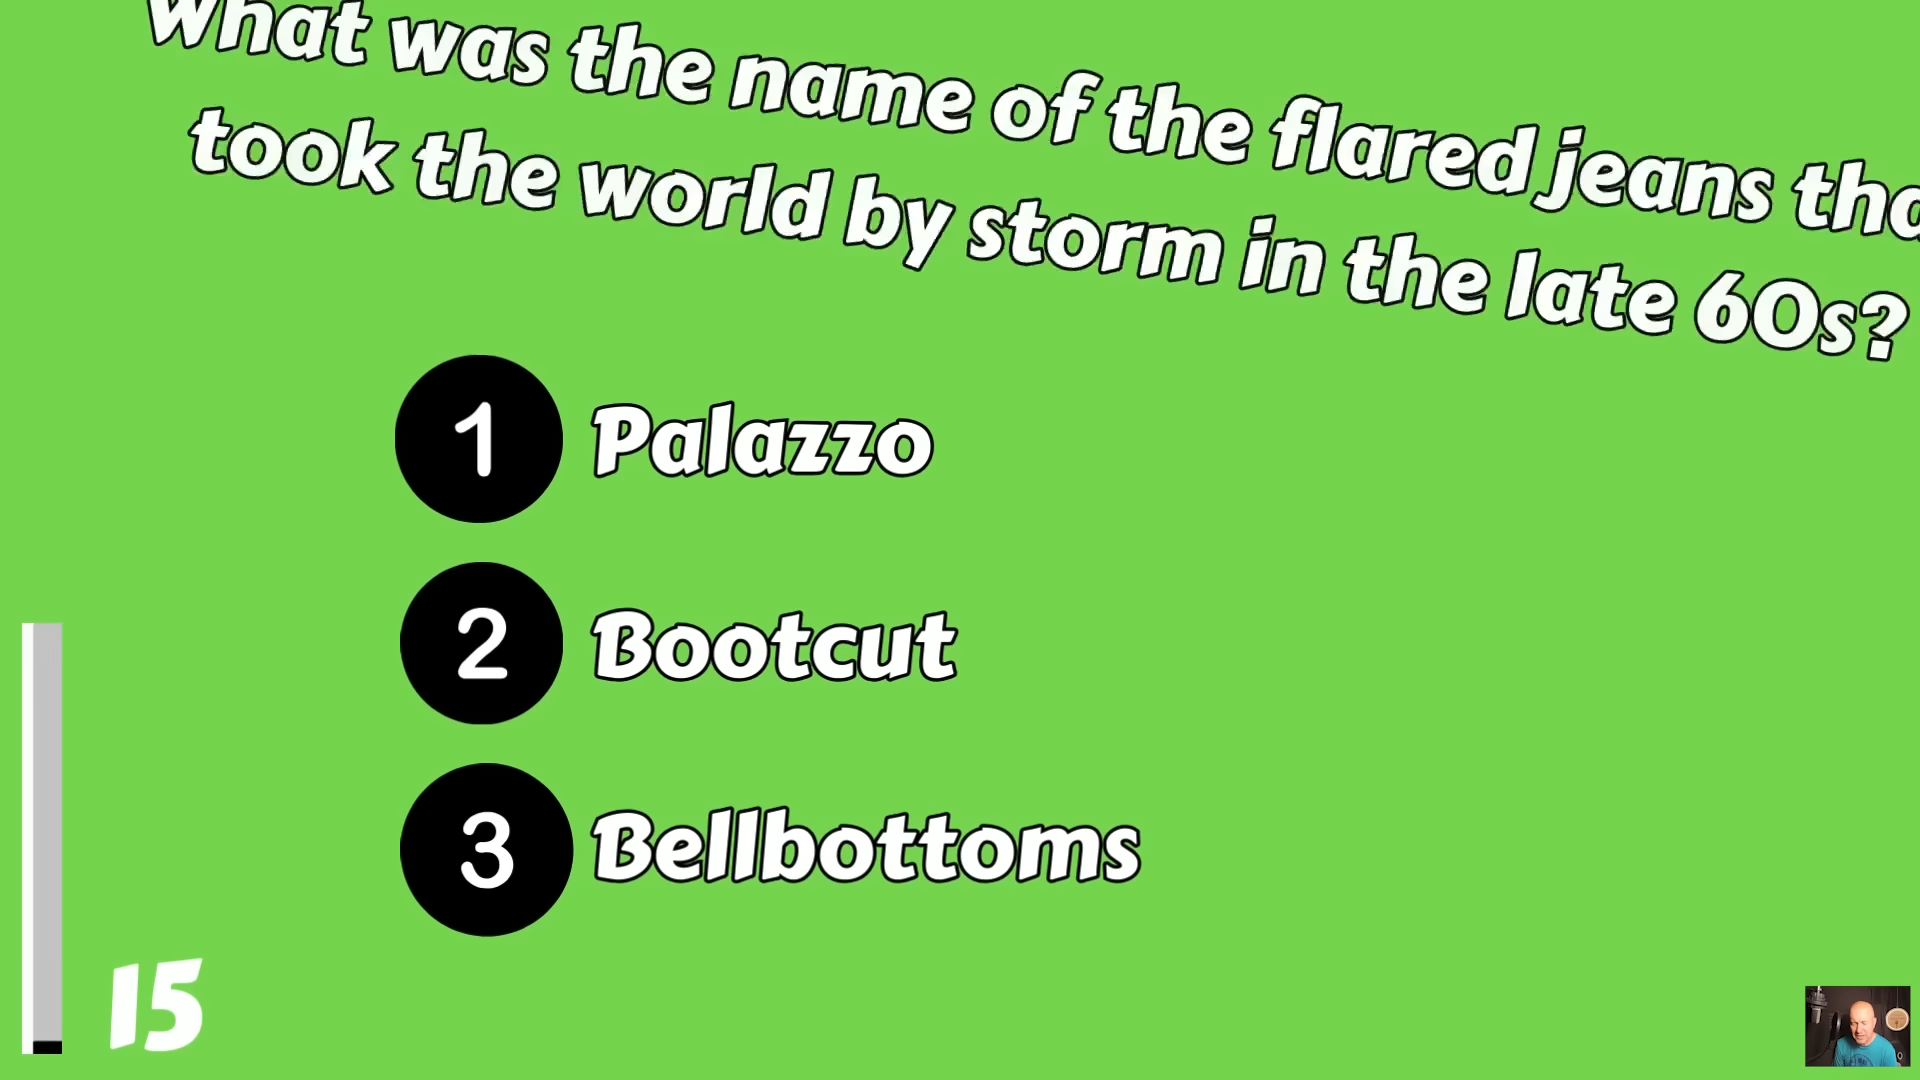 What was the name of the flared jeans tha
took the world by storm in the late 60s?
1 Palazzo
2 Bootcut
3 Bellbottoms
15